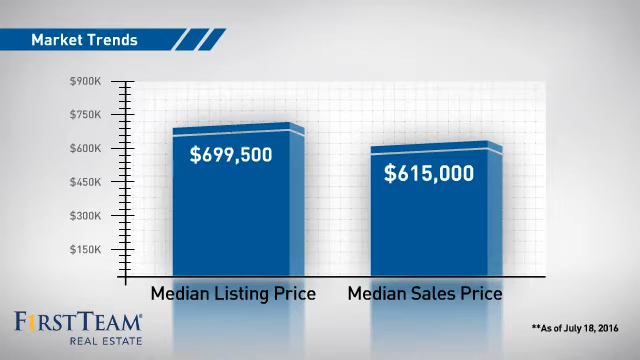 Market Trends
$900K
$750K
$600K
$450K
$300K
$150K
$699,500
$615,000
Median Listing Price
Median Sales Price
FIRSTTEAM®
REAL ESTATE
**As of July 18, 2016